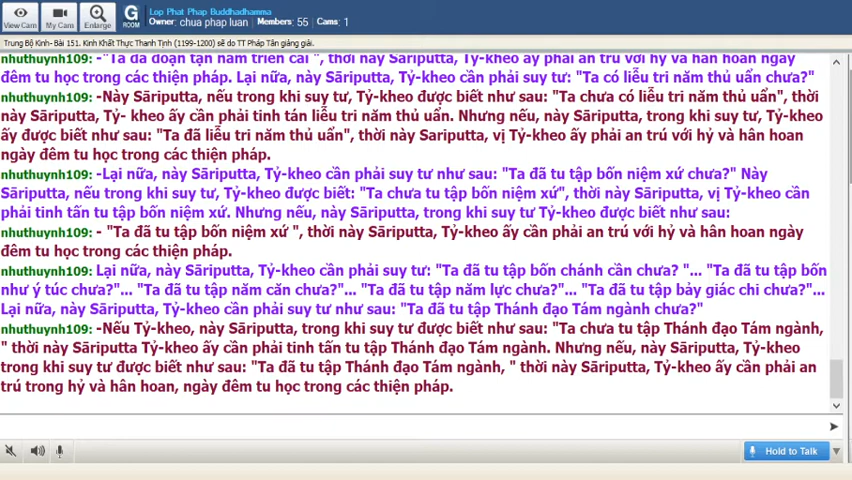 Lop Phat Phap Buddhadhamma
Owner: chua phap luan Members: 55 Cams: 1
View Cam
My Cam
Enlarge
G
ROOM
Trung Bộ Kinh- Bài 151. Kinh Khất Thực Thanh Tịnh (1199-1200) sẽ do TT Pháp Tân giảng giải.
nhuthuynh109: -"Ta đã đoạn tận năm triền cái ", thời này Sāriputta, Tỷ-kheo ấy phải an trú với hỷ và hân hoan ngày
đêm tu học trong các thiện pháp. Lại nữa, này Sāriputta, Tỷ-kheo cần phải suy tư: "Ta có liễu tri năm thủ uẩn chưa?"
nhuthuynh109: -Này Sāriputta, nếu trong khi suy tư, Tỷ-kheo được biết như sau: "Ta chưa có liễu tri năm thủ uẩn", thời
này Sāriputta, Tỷ- kheo ấy cần phải tinh tán liễu tri năm thủ uẩn. Nhưng nếu, này Sāriputta, trong khi suy tư, Tỷ-kheo
ấy được biết như sau: "Ta đã liễu tri năm thủ uẩn", thời này Sariputta, vị Tỷ-kheo ấy phải an trú với hỷ và hân hoan
ngày đêm tu học trong các thiện pháp.
nhuthuynh109: -Lại nữa, này Sāriputta, Tỷ-kheo cần phải suy tư như sau: "Ta đã tu tập bốn niệm xứ chưa?" Này
Sāriputta, nếu trong khi suy tư, Tỷ-kheo được biết: "Ta chưa tu tập bốn niệm xứ", thời này Sāriputta, vị Tỷ-kheo cần
phải tinh tấn tu tập bốn niệm xứ. Nhưng nếu, này Sāriputta, trong khi suy tư Tỷ-kheo được biết như sau:
nhuthuynh109: - "Ta đã tu tập bốn niệm xứ ", thời này Sāriputta, Tỷ-kheo ấy cần phải an trú với hỷ và hân hoan ngày
đêm tu học trong các thiện pháp.
nhuthuynh109: Lại nữa, này Sāriputta, Tỷ-kheo cần phải suy tư: "Ta đã tu tập bốn chánh cần chưa? "... "Ta đã tu tập bốn
như ý túc chưa?"... "Ta đã tu tập năm căn chưa?"... "Ta đã tu tập năm lực chưa?"... "Ta đã tu tập bảy giác chi chưa?"...
Lại nữa, này Sāriputta, Tỷ-kheo cần phải suy tư như sau: "Ta đã tu tập Thánh đạo Tám ngành chưa?"
nhuthuynh109: -Nếu Tỷ-kheo, này Sāriputta, trong khi suy tư được biết như sau: "Ta chưa tu tập Thánh đạo Tám ngành,
" thời này Sāriputta Tỷ-kheo ấy cần phải tinh tấn tu tập Thánh đạo Tám ngành. Nhưng nếu, này Sāriputta, Tỷ-kheo
trong khi suy tư được biết như sau: "Ta đã tu tập Thánh đạo Tám ngành, " thời này Sāriputta, Tỷ-kheo ấy cần phải an
trú trong hỷ và hân hoan, ngày đêm tu học trong các thiện pháp.
Hold to Talk